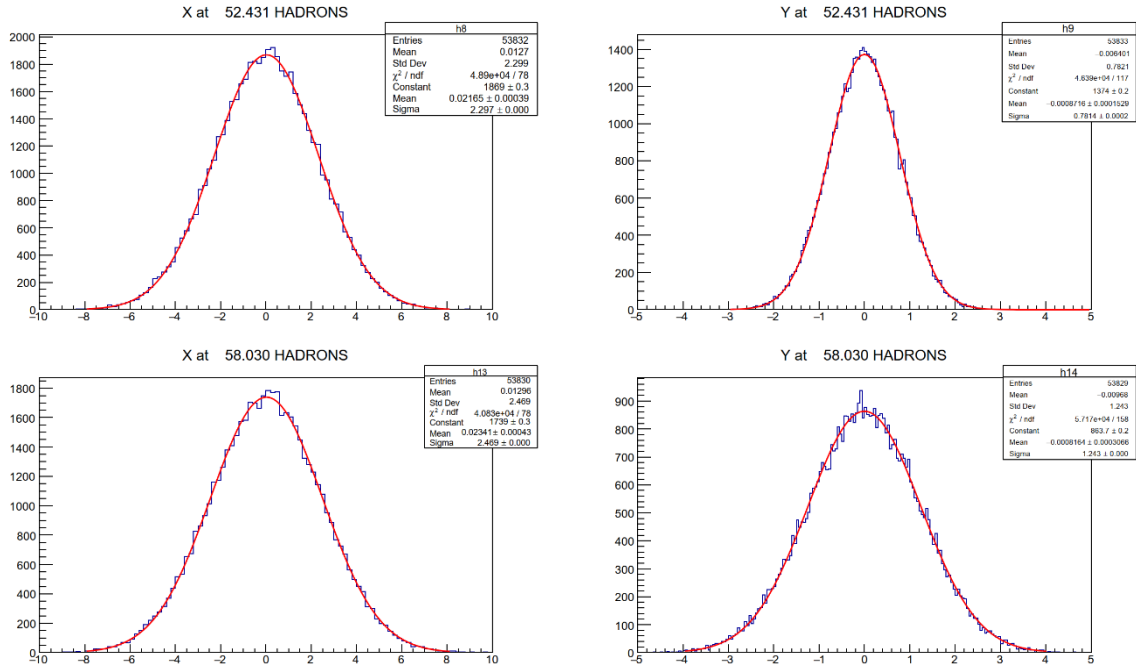 X at 52.431 HADRONS
h8
Entries 53832
Mean 0.0127
Std Dev 2.299
χ² / ndf 4.89e+04 / 78
Constant 1869 ± 0.3
Mean 0.02165 ± 0.00039
Sigma 2.297 ± 0.000
2000
1800
1600
1400
1200
1000
800
600
400
200
0
−10 −8 −6 −4 −2 0 2 4 6 8 10
Y at 52.431 HADRONS
h9
Entries 53833
Mean −0.006401
Std Dev 0.7821
χ² / ndf 4.639e+04 / 117
Constant 1374 ± 0.2
Mean −0.0008716 ± 0.0001529
Sigma 0.7814 ± 0.0002
1400
1200
1000
800
600
400
200
0
−5 −4 −3 −2 −1 0 1 2 3 4 5
X at 58.030 HADRONS
h13
Entries 53830
Mean 0.01296
Std Dev 2.469
χ² / ndf 4.083e+04 / 78
Constant 1739 ± 0.3
Mean 0.02341 ± 0.00043
Sigma 2.469 ± 0.000
1800
1600
1400
1200
1000
800
600
400
200
0
−10 −8 −6 −4 −2 0 2 4 6 8 10
Y at 58.030 HADRONS
h14
Entries 53829
Mean −0.00968
Std Dev 1.243
χ² / ndf 5.717e+04 / 158
Constant 863.7 ± 0.2
Mean −0.0008164 ± 0.0003066
Sigma 1.243 ± 0.000
900
800
700
600
500
400
300
200
100
0
−5 −4 −3 −2 −1 0 1 2 3 4 5